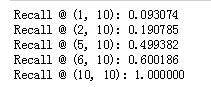 Recall @ (1, 10): 0.093074
Recall @ (2, 10): 0.190785
Recall @ (5, 10): 0.499382
Recall @ (6, 10): 0.600186
Recall @ (10, 10): 1.000000